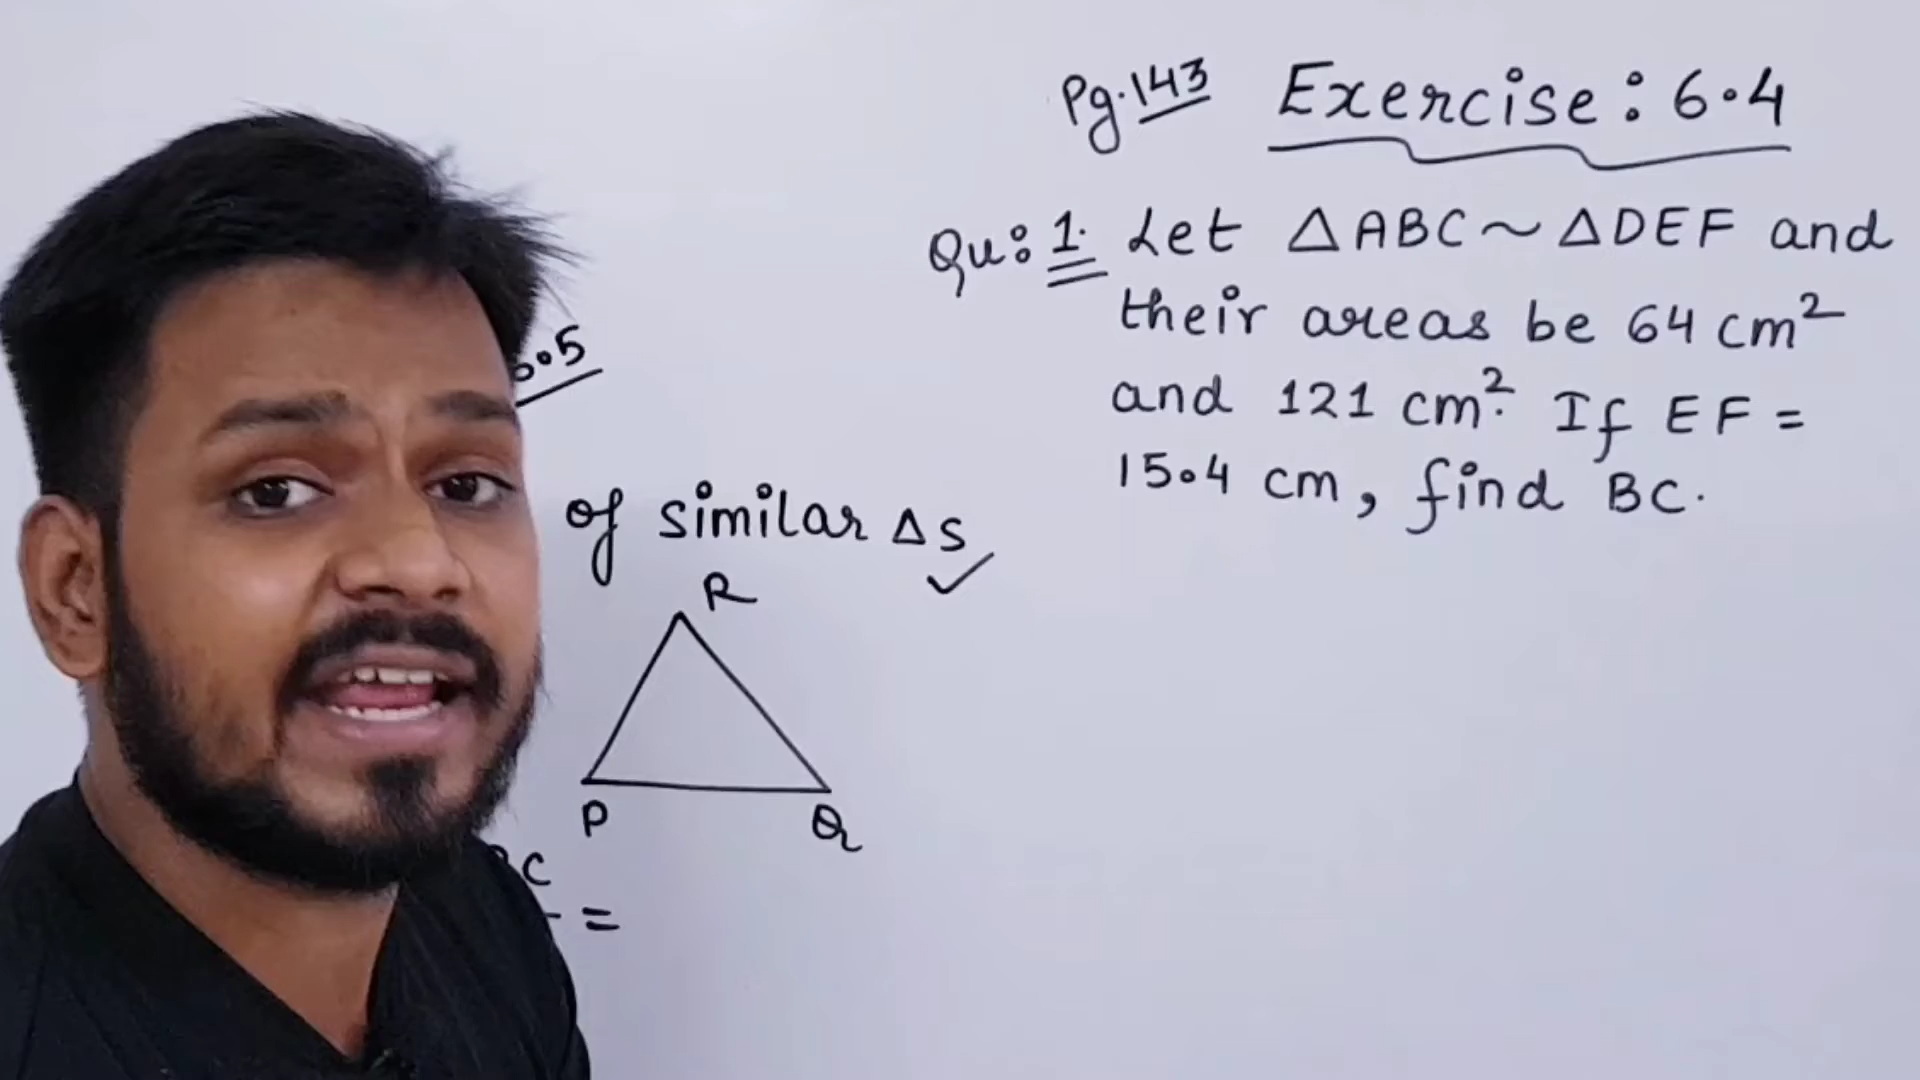 Pg.143 Exercise: 6.4
Qu: 1. Let △ABC ~ △DEF and
their areas be 64 cm²
and 121 cm². If EF =
15.4 cm, find BC.
.5
of similar △s
R
P Q
C
=